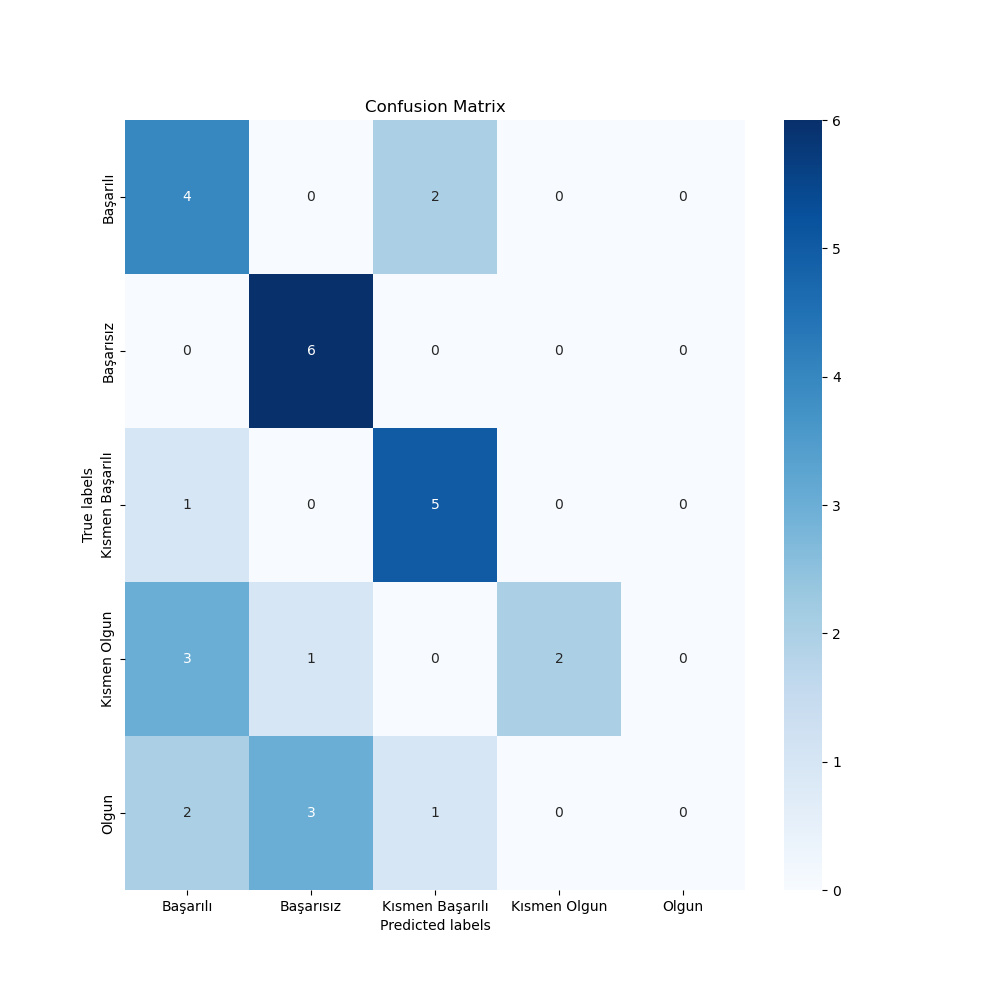 Confusion Matrix
True labels
Başarılı
4 0 2 0 0
Başarısız
0 6 0 0 0
Kısmen Başarılı
1 0 5 0 0
Kısmen Olgun
3 1 0 2 0
Olgun
2 3 1 0 0
Başarılı Başarısız Kısmen Başarılı Kısmen Olgun Olgun
Predicted labels
6
5
4
3
2
1
0